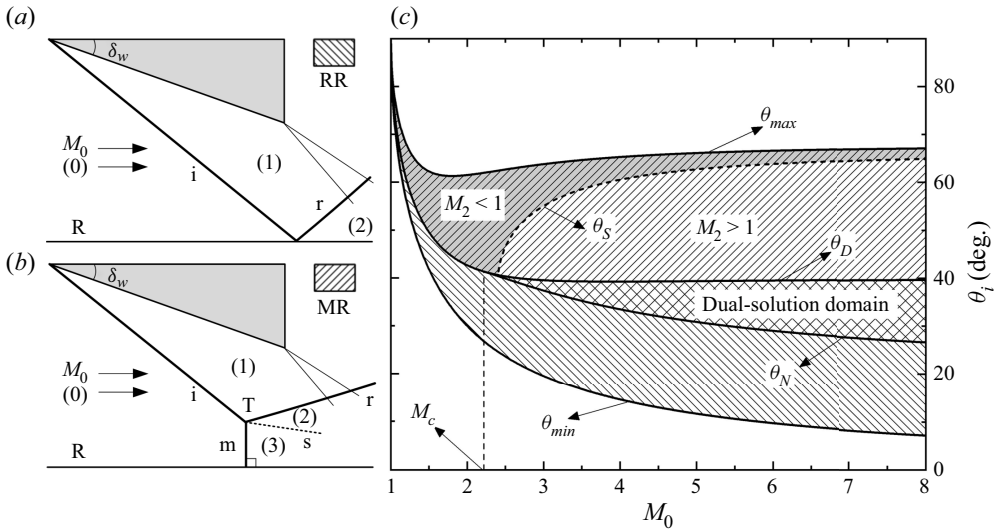 (a)
δw
RR
M0
(0)
(1)
i
r
R
(2)
(b)
δw
MR
M0
(0)
(1)
i
T
(2)
r
m
(3)
s
R
(c)
θmax
M2 < 1
θS
M2 > 1
θD
Dual-solution domain
θN
θmin
Mc
80
60
40
20
0
θi (deg.)
1 2 3 4 5 6 7 8
M0